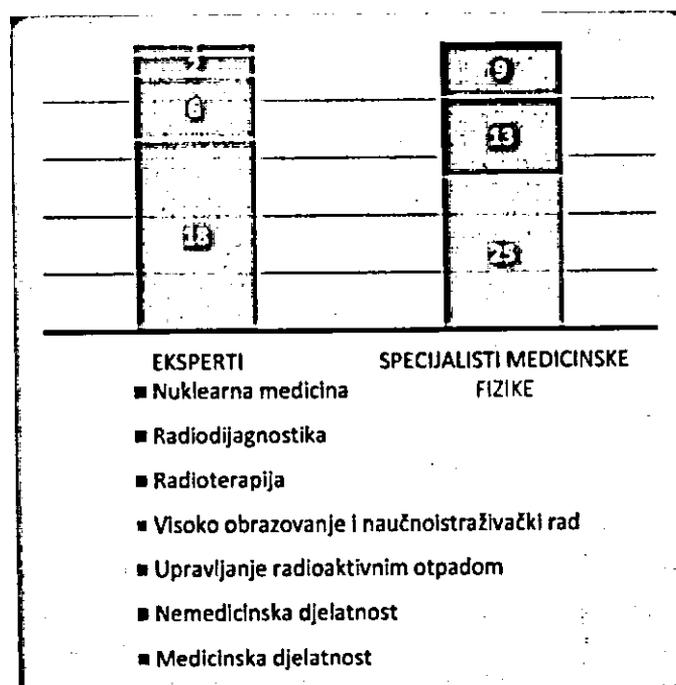 9
6
13
18
25
EKSPERTI
SPECIJALISTI MEDICINSKE
FIZIKE
Nuklearna medicina
Radiodijagnostika
Radioterapija
Visoko obrazovanje i naučnoistraživački rad
Upravljanje radioaktivnim otpadom
Nemedicinska djelatnost
Medicinska djelatnost